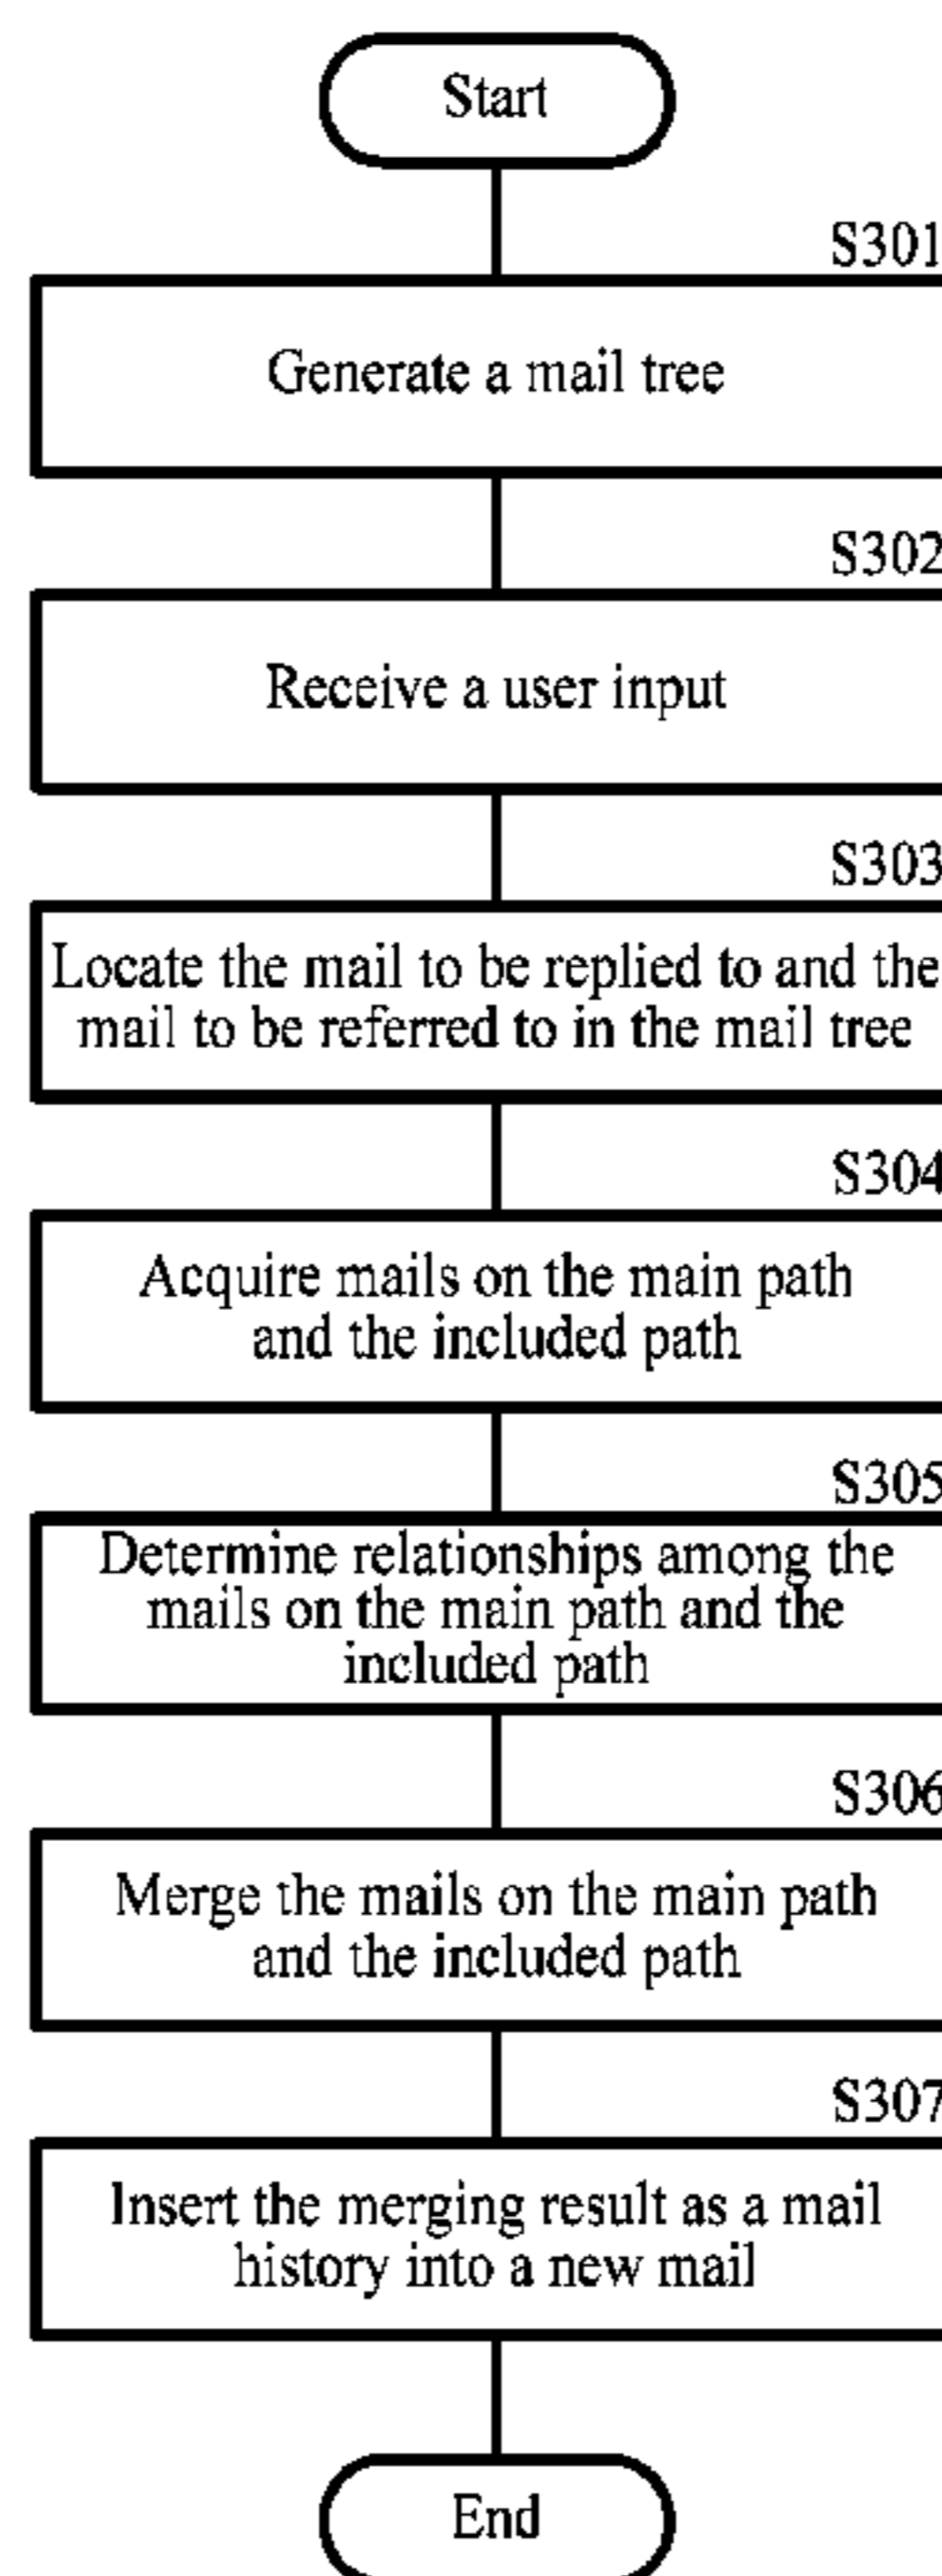 Start
S301
Generate a mail tree
S302
Receive a user input
S303
Locate the mail to be replied to and the
mail to be referred to in the mail tree
S304
Acquire mails on the main path
and the included path
S305
Determine relationships among the
mails on the main path and the
included path
S306
Merge the mails on the main path
and the included path
S307
Insert the merging result as a mail
history into a new mail
End